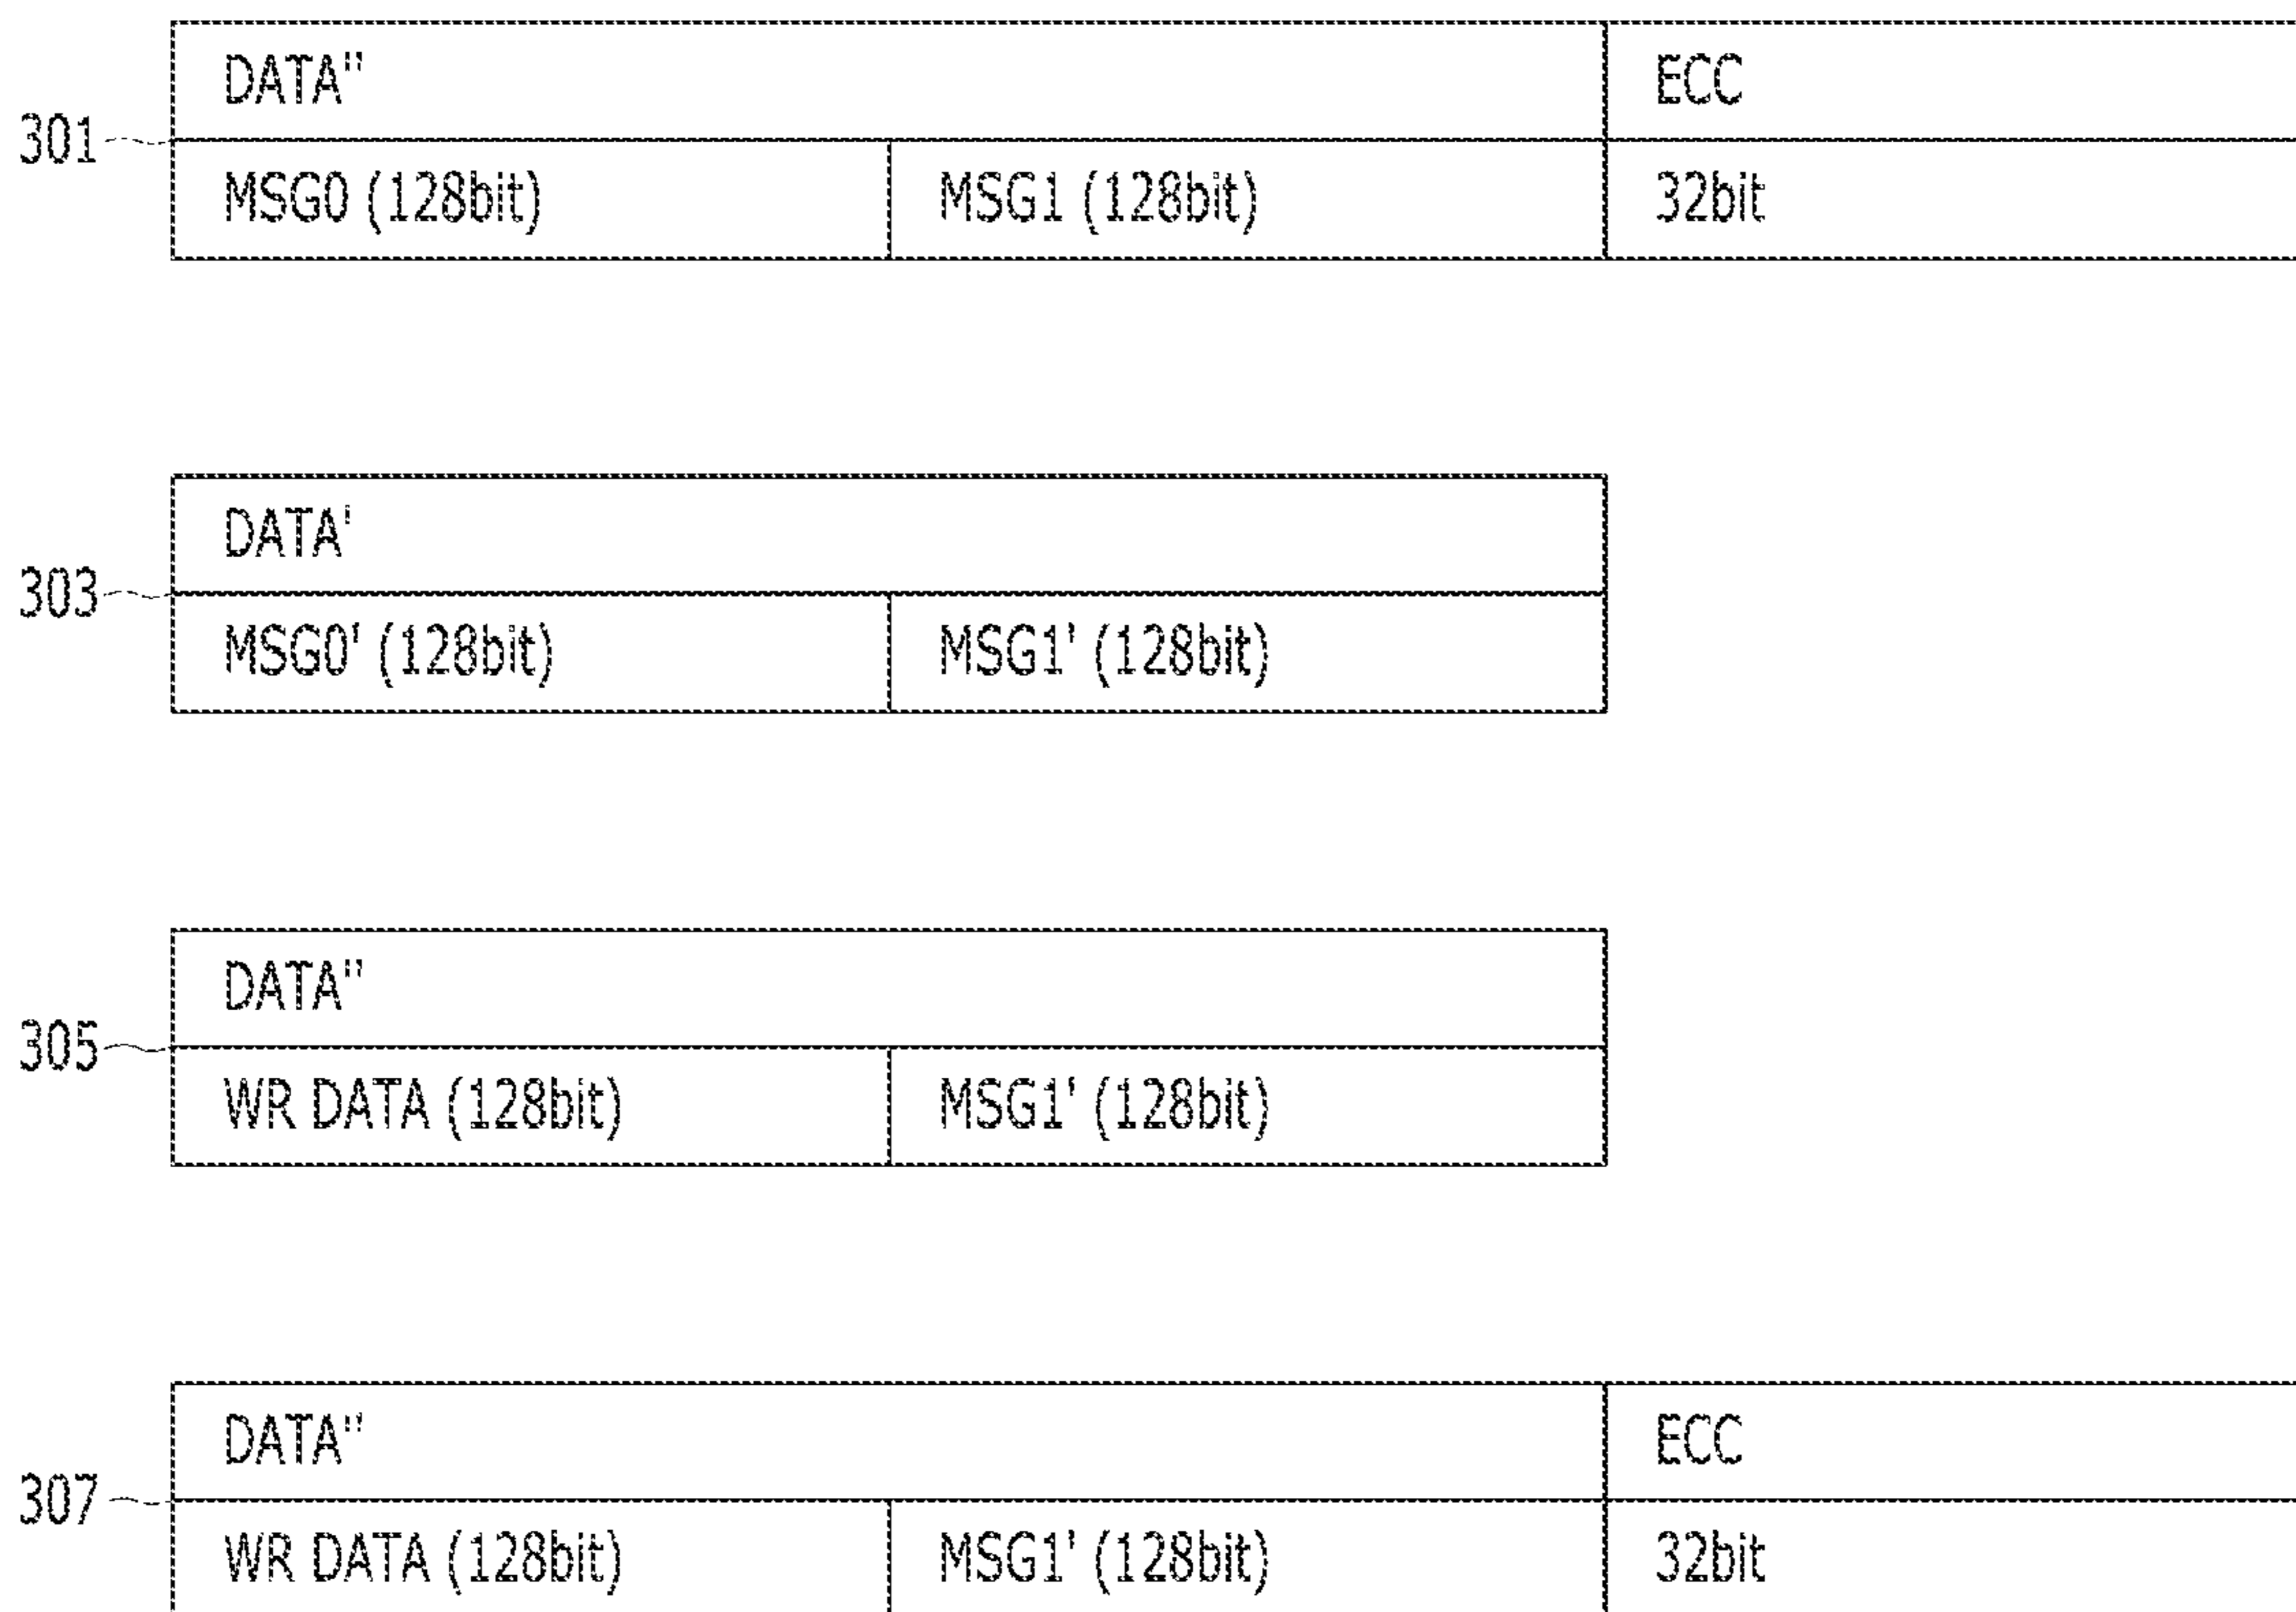 DATA" ECC
301
MSG0 (128bit) MSG1 (128bit) 32bit
DATA'
303
MSG0' (128bit) MSG1' (128bit)
DATA"
305
WR DATA (128bit) MSG1' (128bit)
DATA" ECC
307
WR DATA (128bit) MSG1' (128bit) 32bit